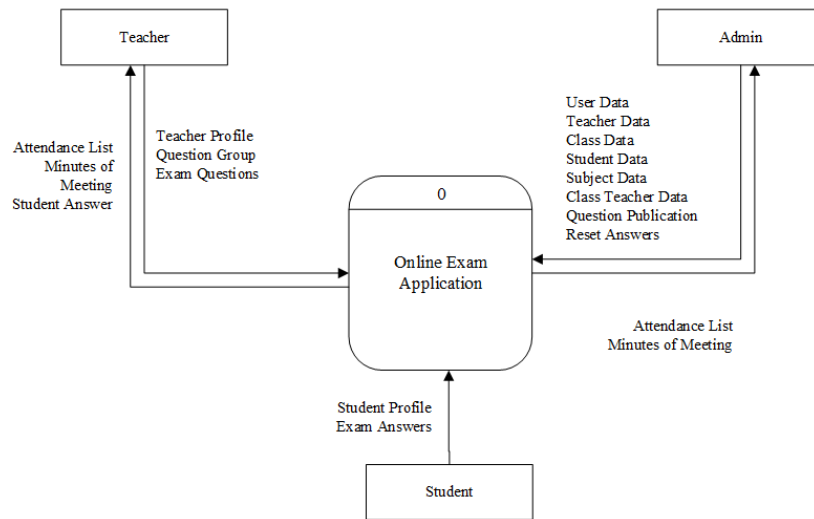 Teacher
Admin
Attendance List
Minutes of
Meeting
Student Answer
Teacher Profile
Question Group
Exam Questions
User Data
Teacher Data
Class Data
Student Data
Subject Data
Class Teacher Data
Question Publication
Reset Answers
0
Online Exam
Application
Attendance List
Minutes of Meeting
Student Profile
Exam Answers
Student